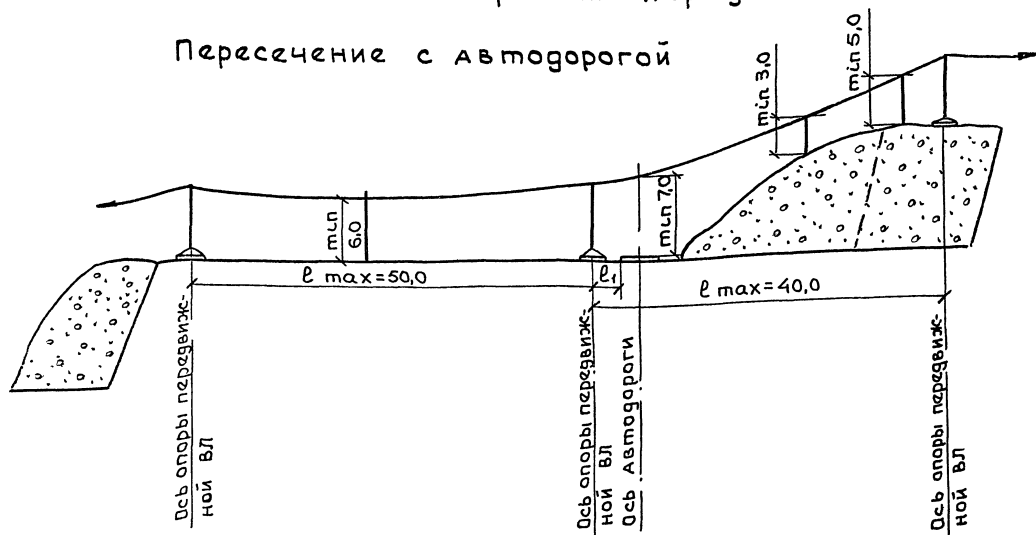 Пересечение с Автодорогой
min 3,0
min 5,0
min
6,0
min 7,0
ℓ max=50,0
ℓ₁
ℓ max=40,0
Ось опоры передвиж-
ной ВЛ
Ось опоры передвиж-
ной ВЛ
Ось Автодороги
Ось опоры передвиж-
ной ВЛ